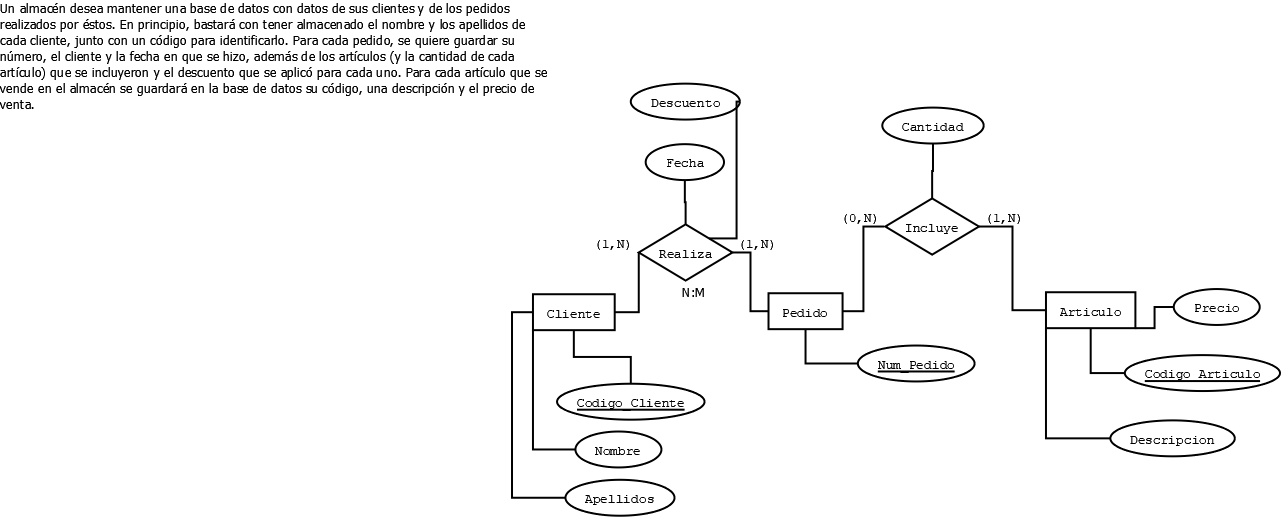 Un almacén desea mantener una base de datos con datos de sus clientes y de los pedidos
realizados por éstos. En principio, bastará con tener almacenado el nombre y los apellidos de
cada cliente, junto con un código para identificarlo. Para cada pedido, se quiere guardar su
número, el cliente y la fecha en que se hizo, además de los artículos (y la cantidad de cada
artículo) que se incluyeron y el descuento que se aplicó para cada uno. Para cada artículo que se
vende en el almacén se guardará en la base de datos su código, una descripción y el precio de
venta.
Descuento
Cantidad
Fecha
(0,N)
(1,N)
Incluye
(1,N)
(1,N)
Realiza
N:M
Precio
Cliente
Pedido
Articulo
Num_Pedido
Codigo_Articulo
Codigo_Cliente
Descripcion
Nombre
Apellidos